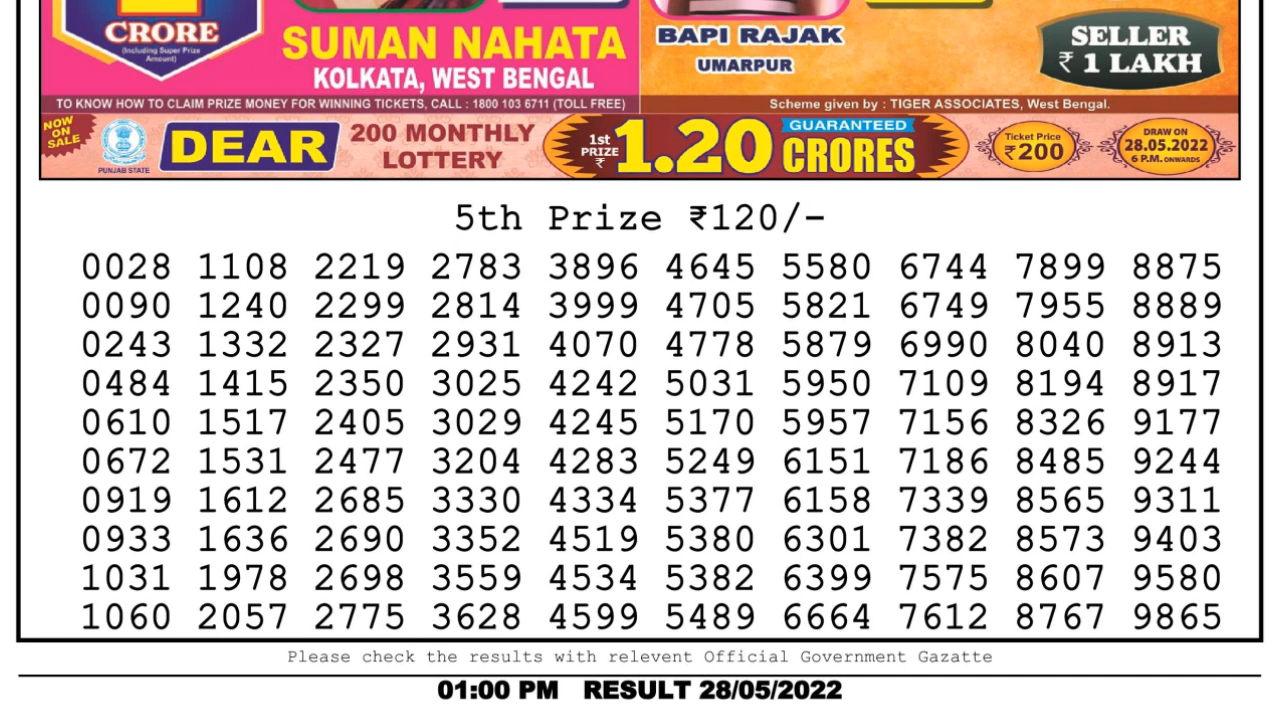 CRORE
(Including Super Prize
Amount)
SUMAN NAHATA
KOLKATA, WEST BENGAL
BAPI RAJAK
UMARPUR
SELLER
₹ 1 LAKH
TO KNOW HOW TO CLAIM PRIZE MONEY FOR WINNING TICKETS, CALL : 1800 103 6711 (TOLL FREE)
Scheme given by : TIGER ASSOCIATES, West Bengal.
NOW
ON
SALE
PUNJAB STATE
DEAR
200 MONTHLY
LOTTERY
1st
PRIZE
₹
1.20
GUARANTEED
CRORES
Ticket Price
₹200
DRAW ON
28.05.2022
6 P.M. ONWARDS
5th Prize ₹120/-
0028 1108 2219 2783 3896 4645 5580 6744 7899 8875
0090 1240 2299 2814 3999 4705 5821 6749 7955 8889
0243 1332 2327 2931 4070 4778 5879 6990 8040 8913
0484 1415 2350 3025 4242 5031 5950 7109 8194 8917
0610 1517 2405 3029 4245 5170 5957 7156 8326 9177
0672 1531 2477 3204 4283 5249 6151 7186 8485 9244
0919 1612 2685 3330 4334 5377 6158 7339 8565 9311
0933 1636 2690 3352 4519 5380 6301 7382 8573 9403
1031 1978 2698 3559 4534 5382 6399 7575 8607 9580
1060 2057 2775 3628 4599 5489 6664 7612 8767 9865
Please check the results with relevent Official Government Gazatte
01:00 PM RESULT 28/05/2022